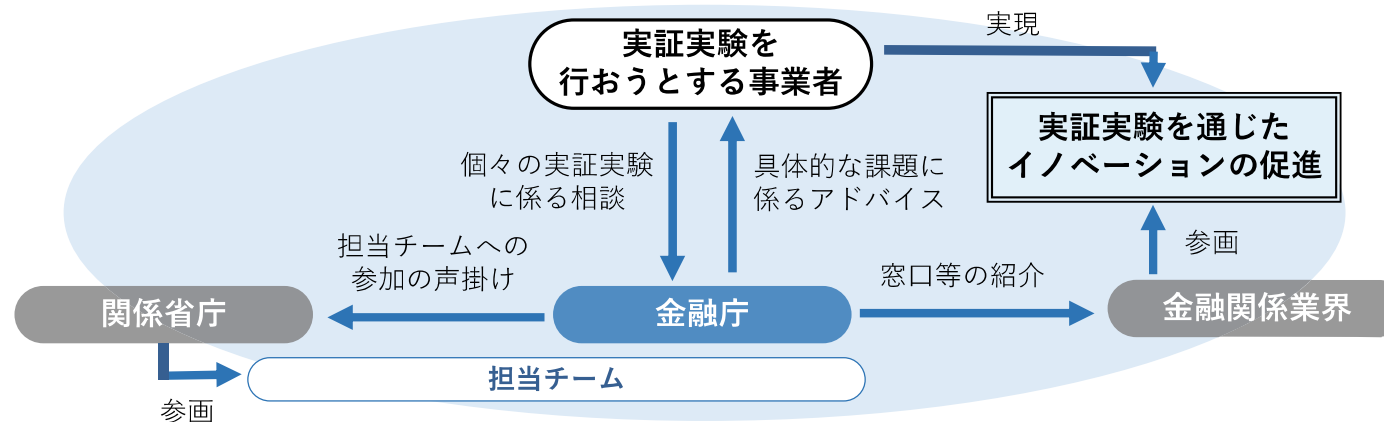 実現
実証実験を
行おうとする事業者
実証実験を通じた
イノベーションの促進
個々の実証実験
に係る相談
具体的な課題に
係るアドバイス
担当チームへの
参加の声掛け
窓口等の紹介
参画
関係省庁
金融庁
金融関係業界
担当チーム
参画